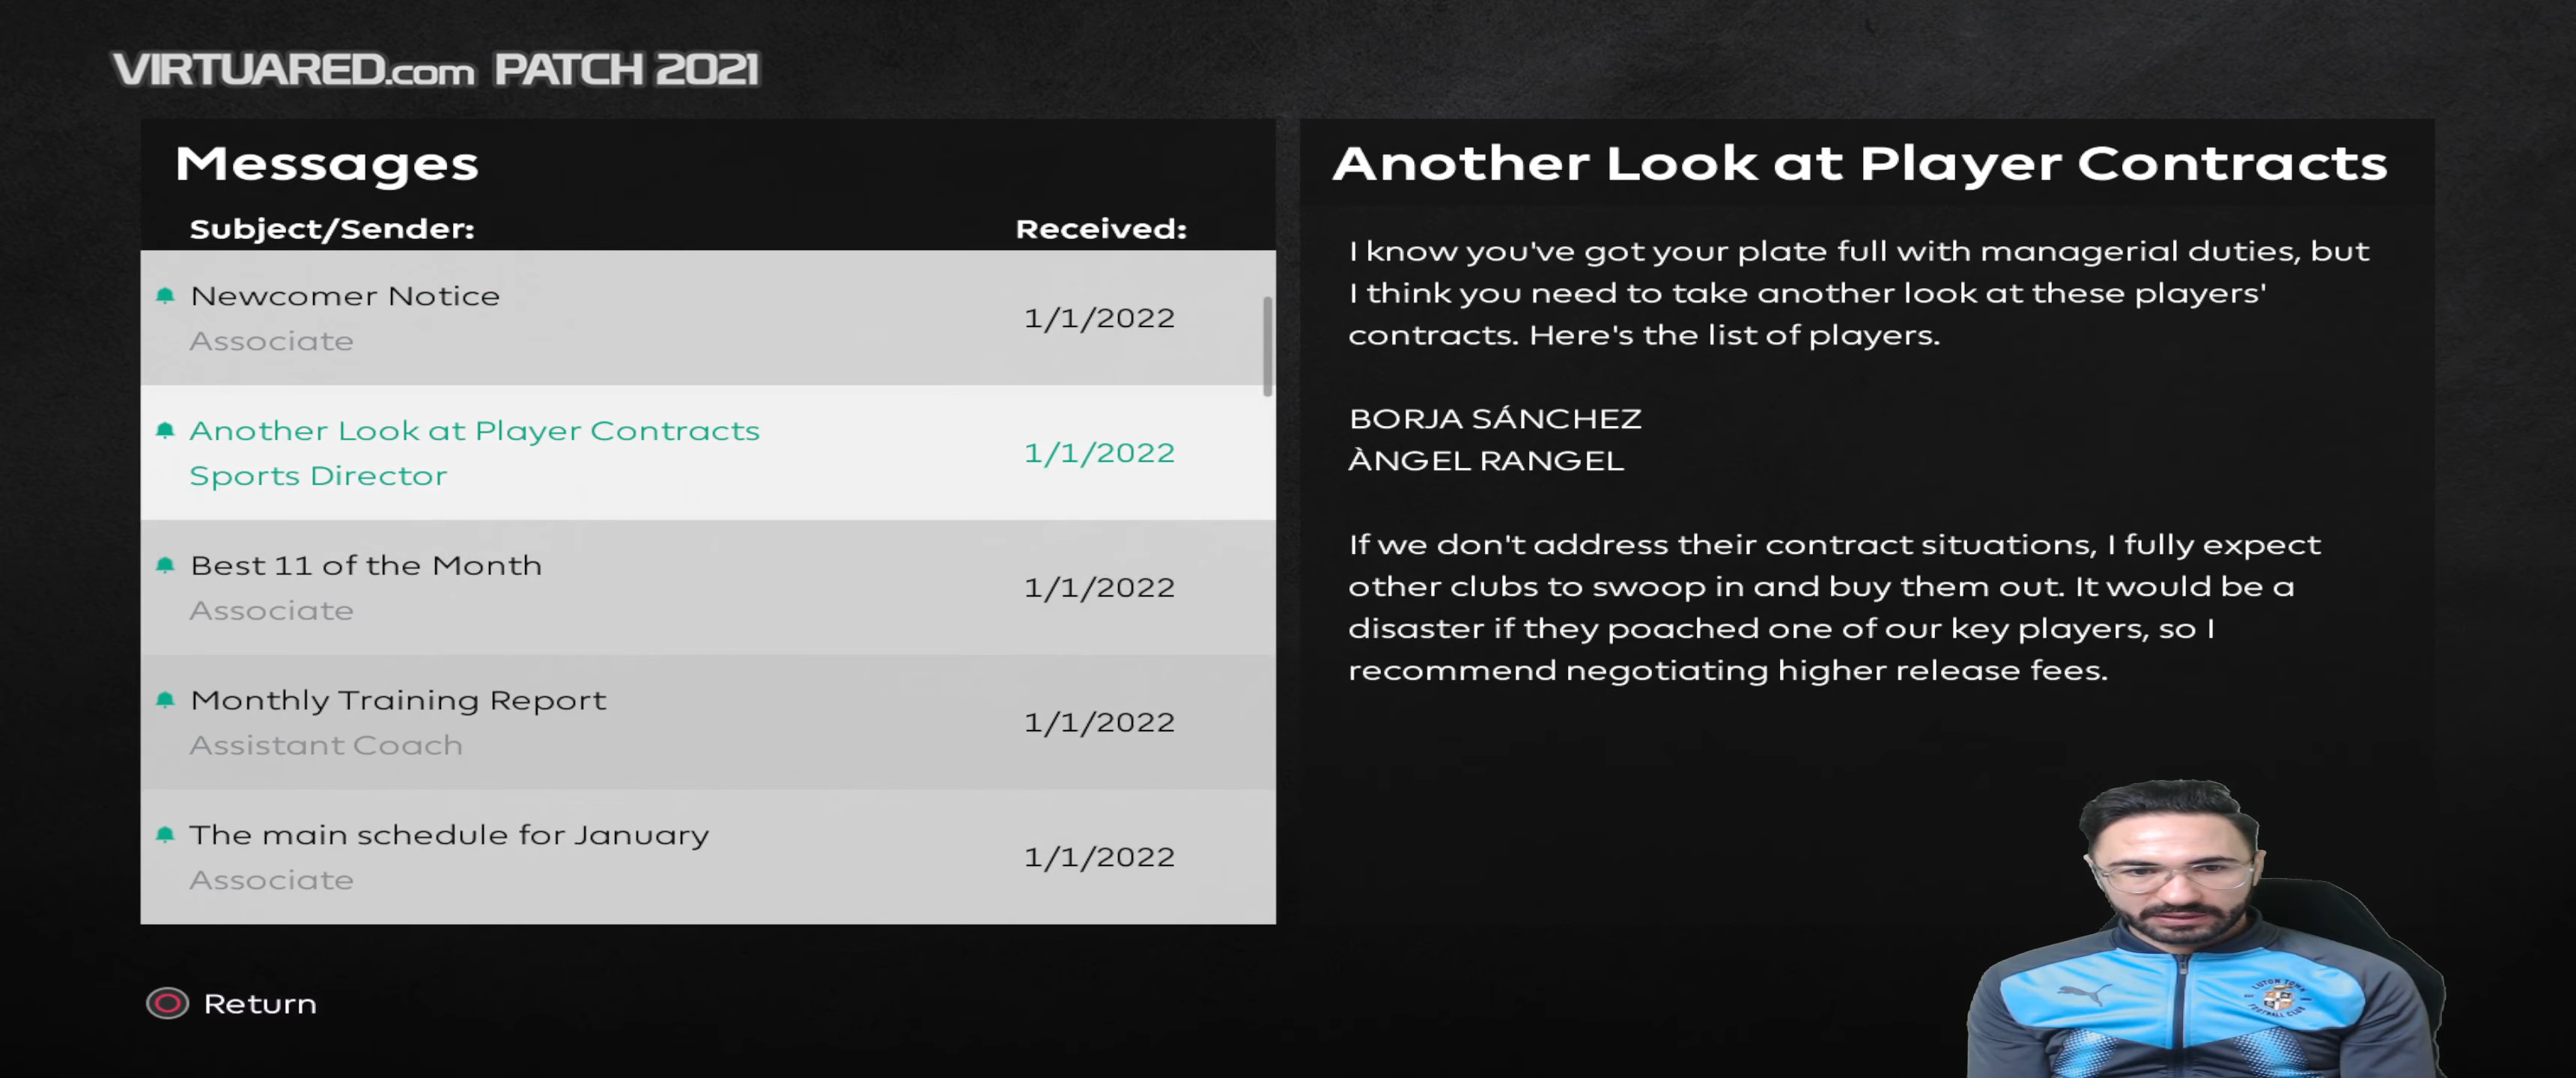 VIRTUARED.com PATCH 2021
Messages
Subject/Sender:
Received:
Newcomer Notice
Associate
1/1/2022
Another Look at Player Contracts
Sports Director
1/1/2022
Best 11 of the Month
Associate
1/1/2022
Monthly Training Report
Assistant Coach
1/1/2022
The main schedule for January
Associate
1/1/2022
Return
Another Look at Player Contracts
I know you've got your plate full with managerial duties, but
I think you need to take another look at these players'
contracts. Here's the list of players.
BORJA SÁNCHEZ
ÀNGEL RANGEL
If we don't address their contract situations, I fully expect
other clubs to swoop in and buy them out. It would be a
disaster if they poached one of our key players, so I
recommend negotiating higher release fees.
LUTON TOWN
FOOTBALL CLUB